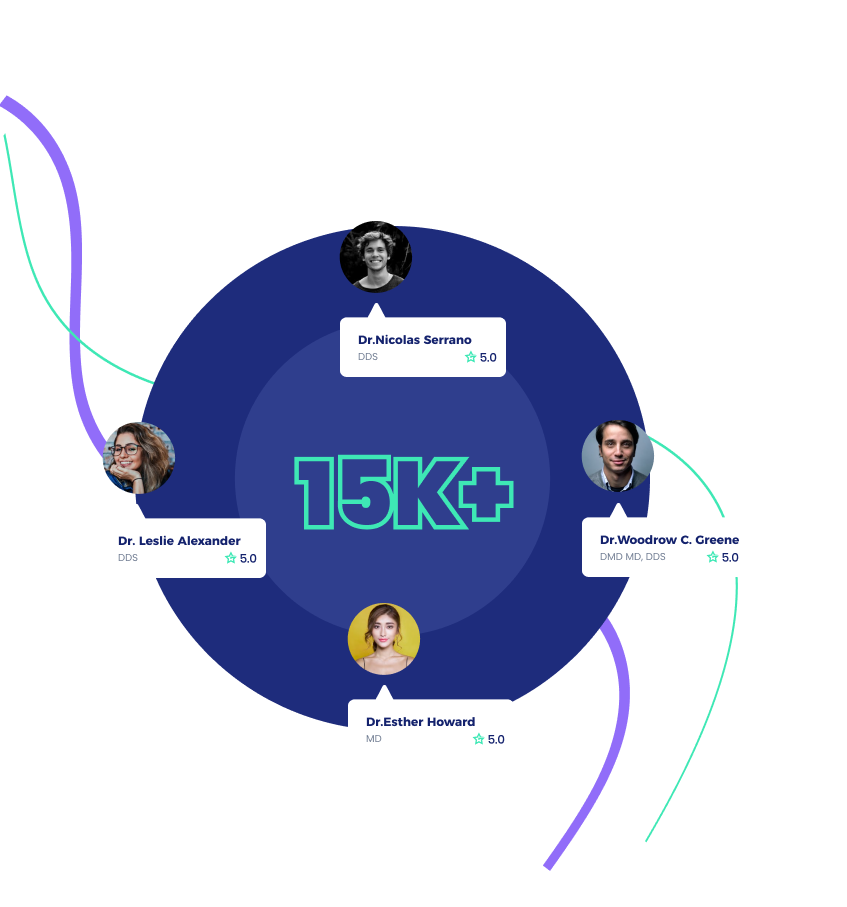 Dr.Nicolas Serrano
DDS
5.0
15K+
Dr. Leslie Alexander
DDS
5.0
Dr.Woodrow C. Greene
DMD MD, DDS
5.0
Dr.Esther Howard
MD
5.0